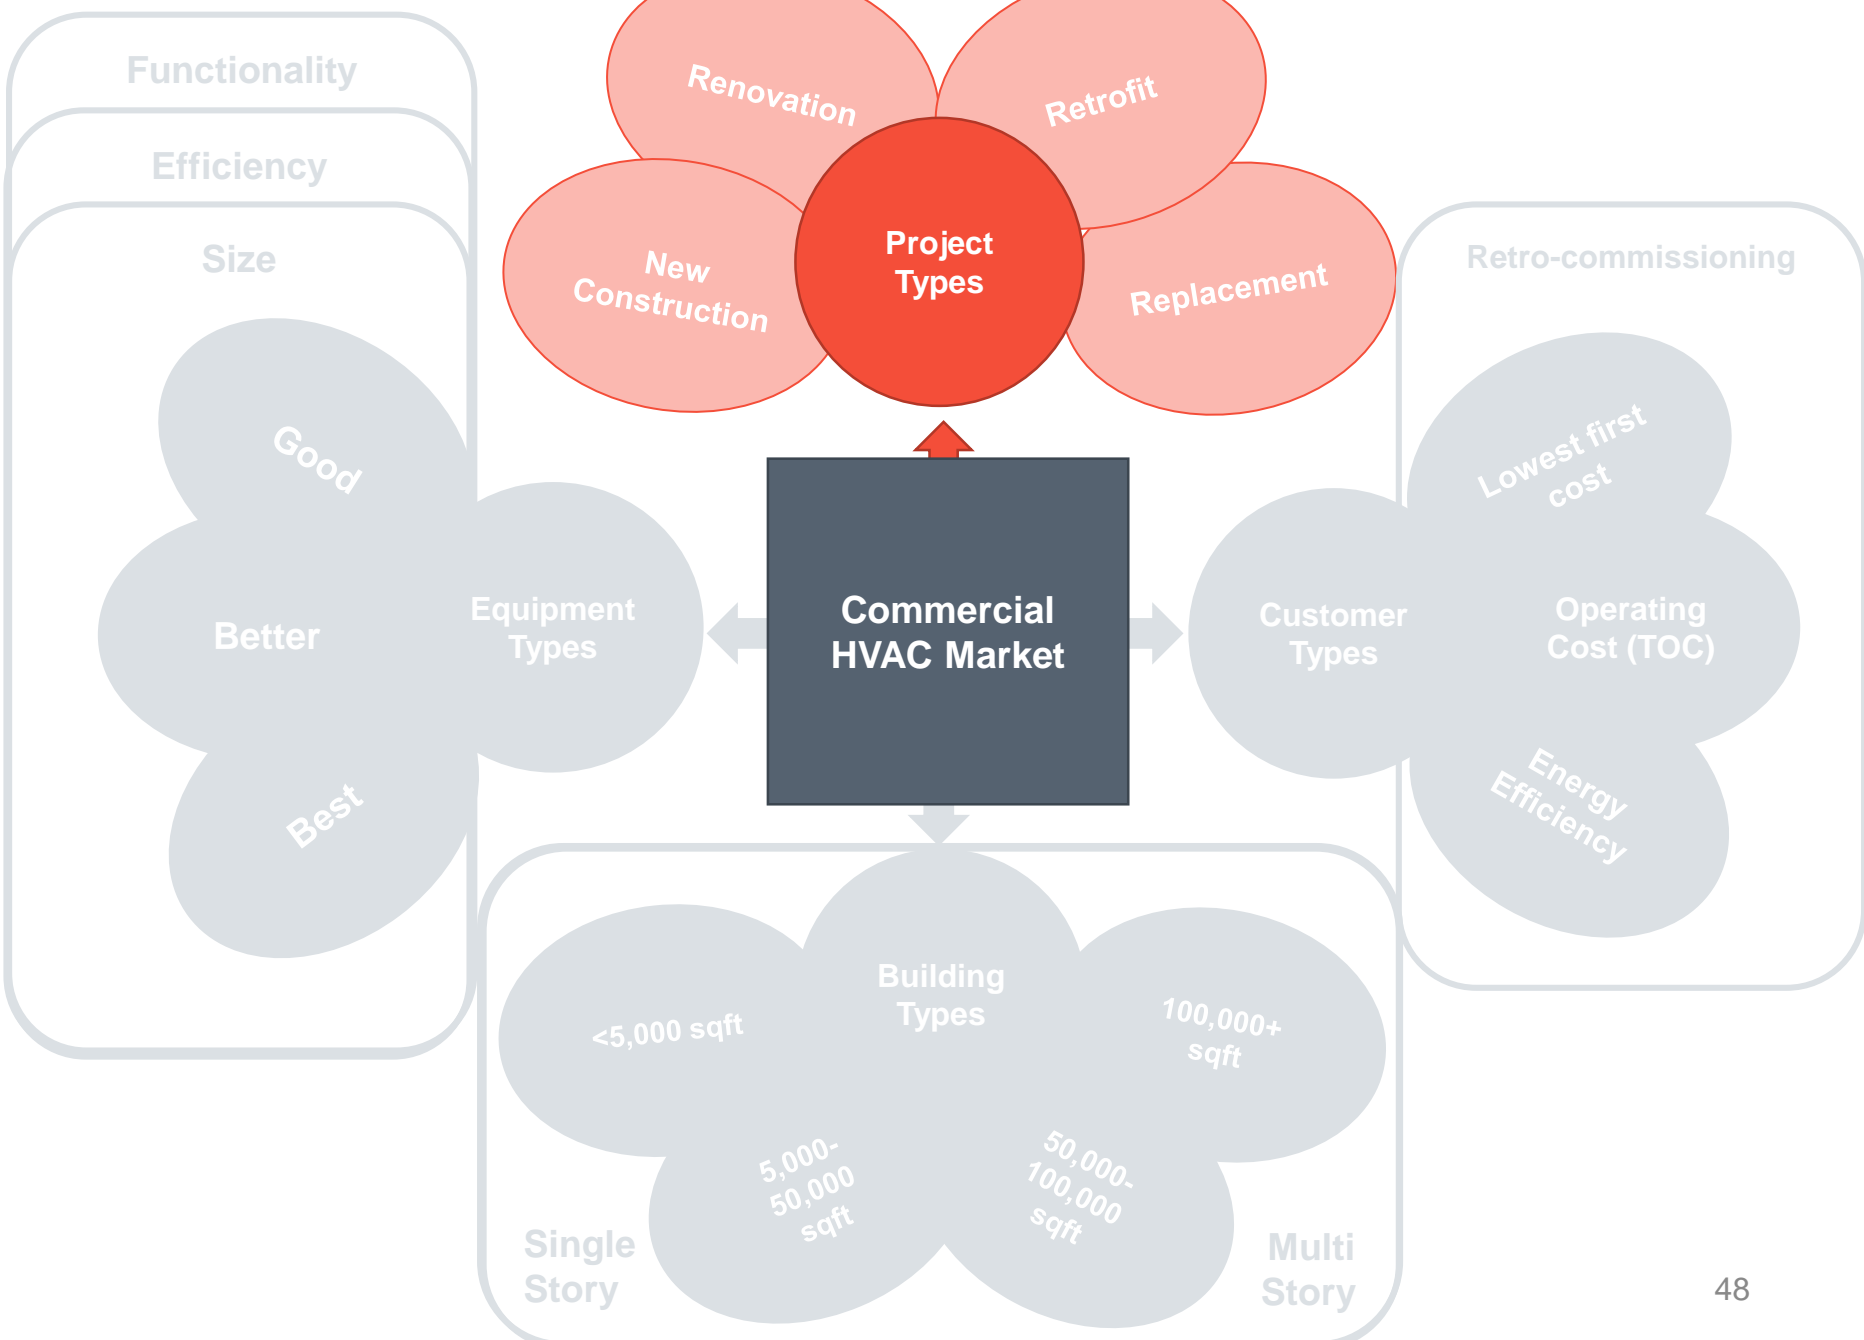 Functionality
Efficiency
Size
Good
Better
Best
Equipment
Types
Renovation
Retrofit
New
Construction
Project
Types
Replacement
Commercial
HVAC Market
Retro-commissioning
Lowest first
cost
Customer
Types
Operating
Cost (TOC)
Energy
Efficiency
Building
Types
<5,000 sqft
100,000+
sqft
5,000-
50,000
sqft
50,000-
100,000
sqft
Single
Story
Multi
Story
48